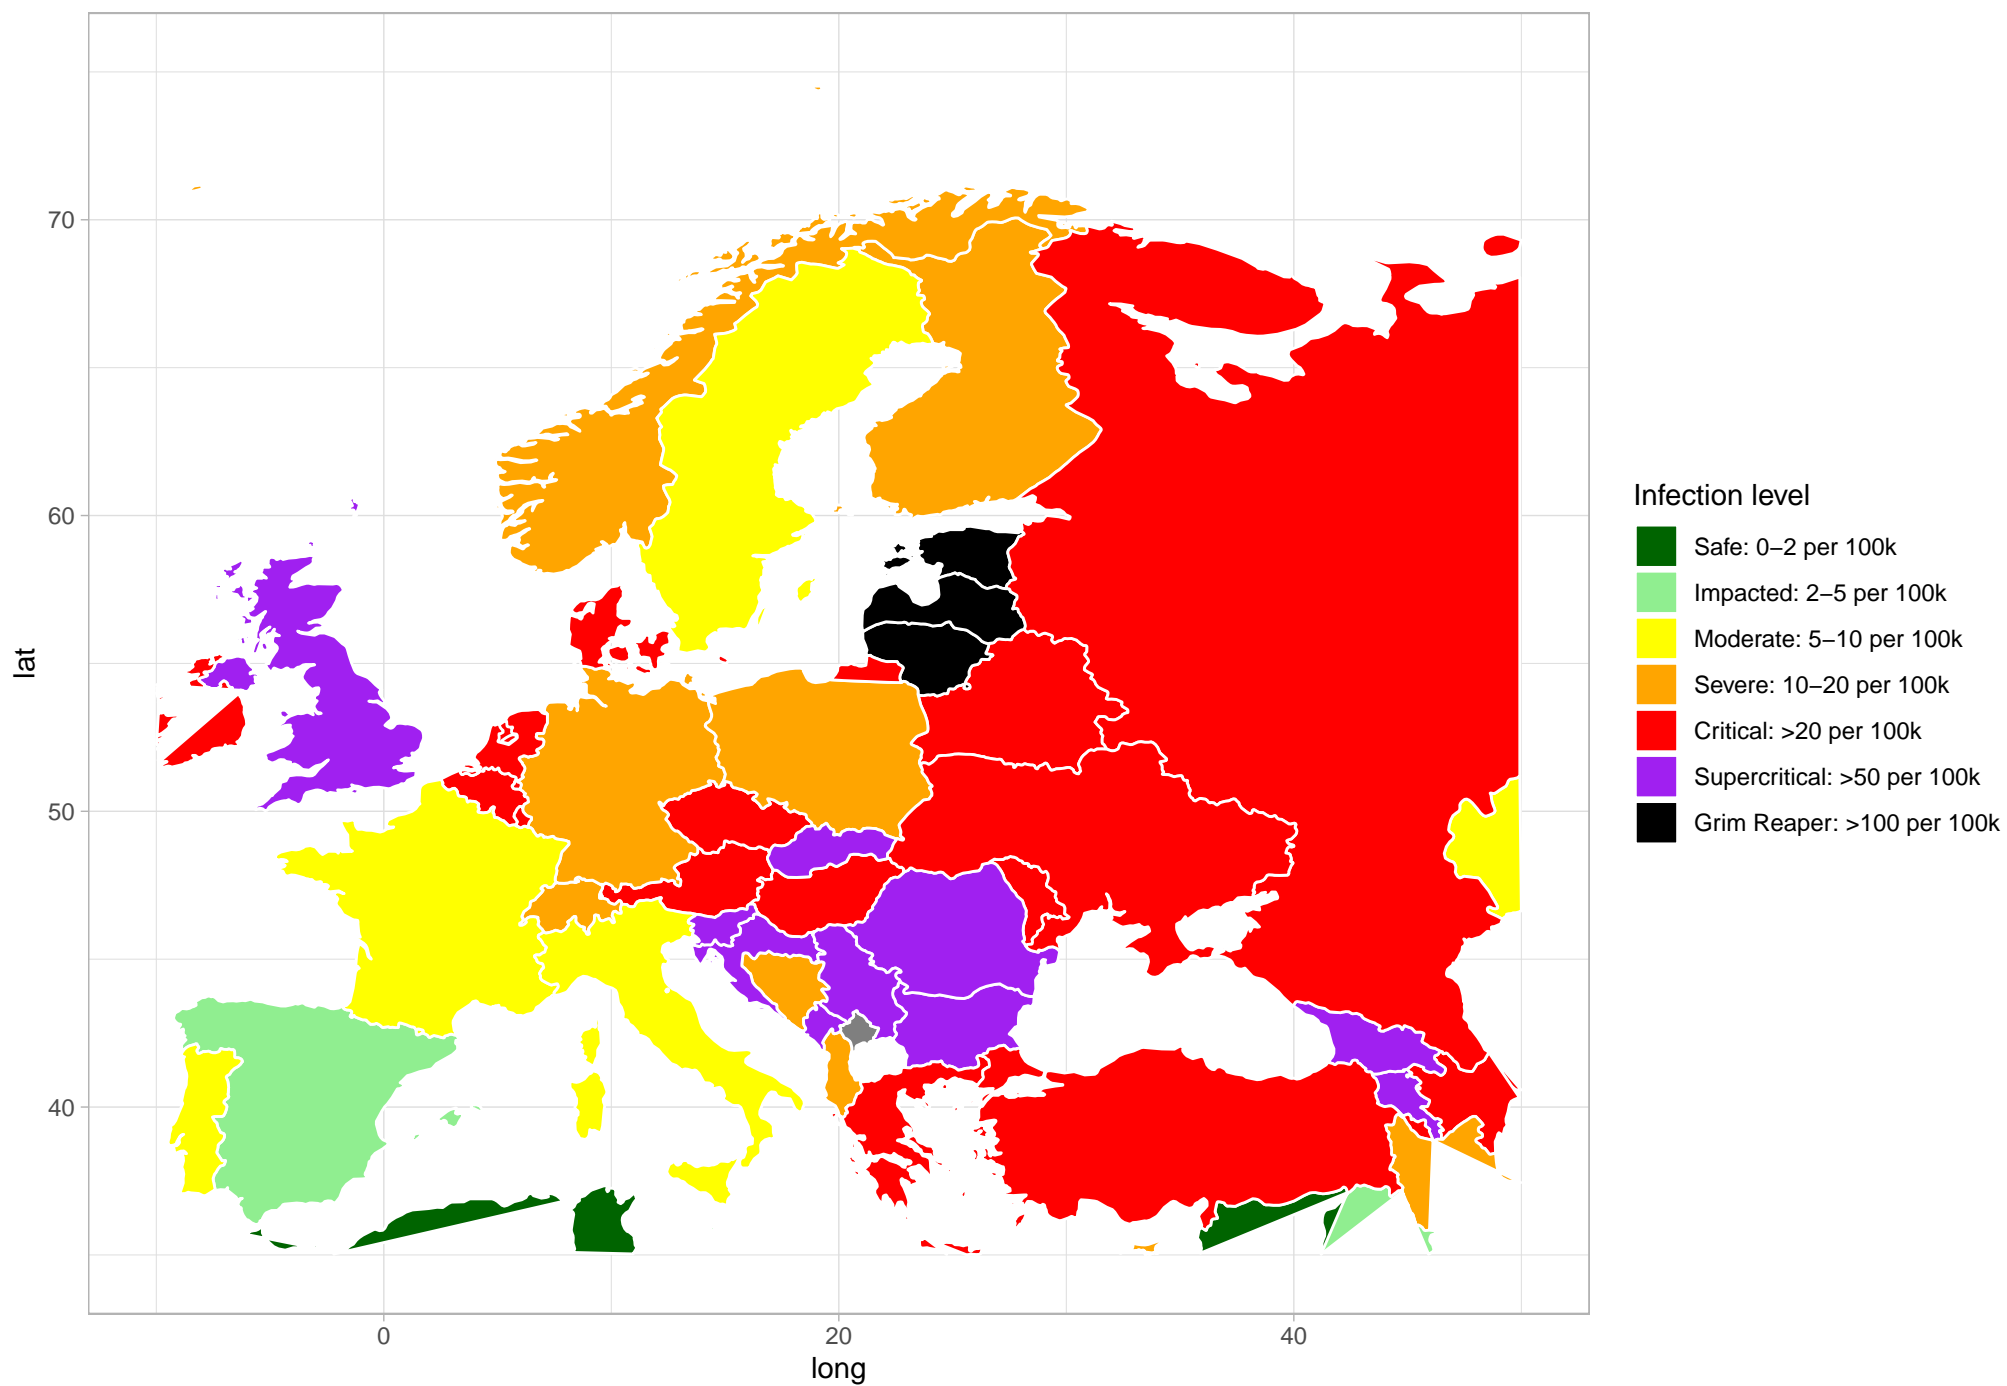 70
60
50
40
lat
0
20
40
long
Infection level
Safe: 0−2 per 100k
Impacted: 2−5 per 100k
Moderate: 5−10 per 100k
Severe: 10−20 per 100k
Critical: >20 per 100k
Supercritical: >50 per 100k
Grim Reaper: >100 per 100k